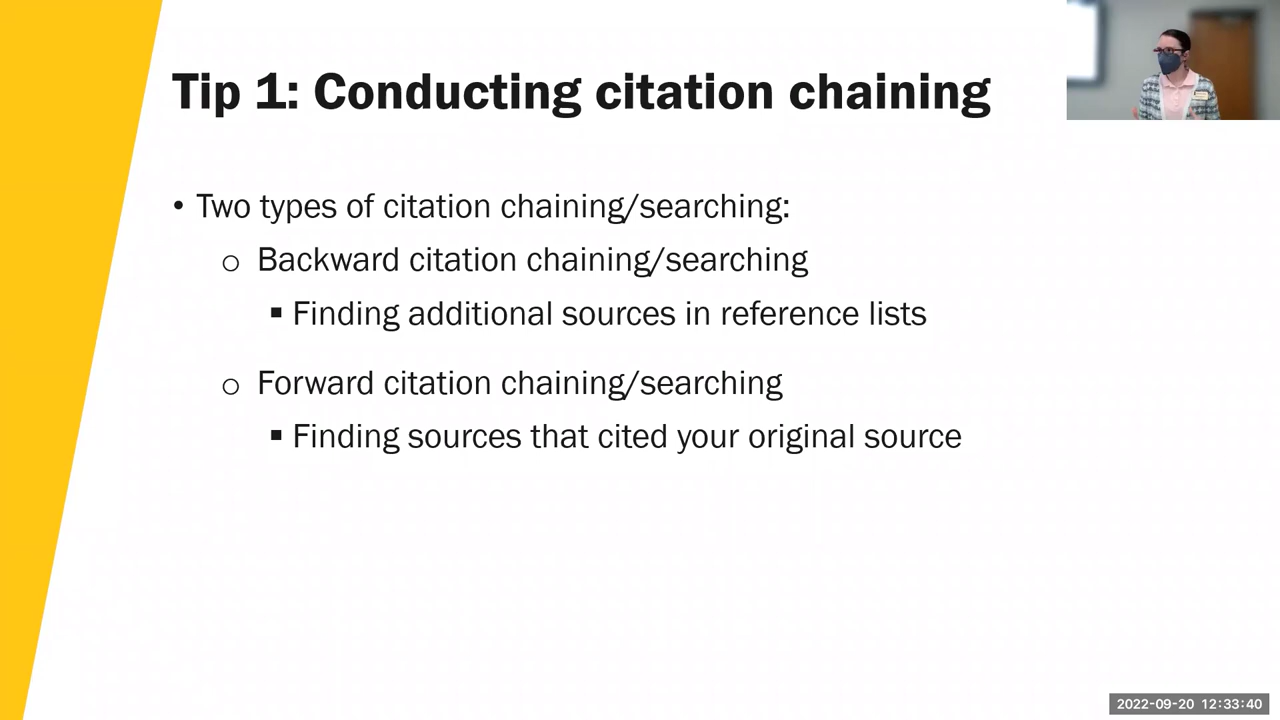 Tip 1: Conducting citation chaining
• Two types of citation chaining/searching:
o Backward citation chaining/searching
▪ Finding additional sources in reference lists
o Forward citation chaining/searching
▪ Finding sources that cited your original source
2022-09-20 12:33:40